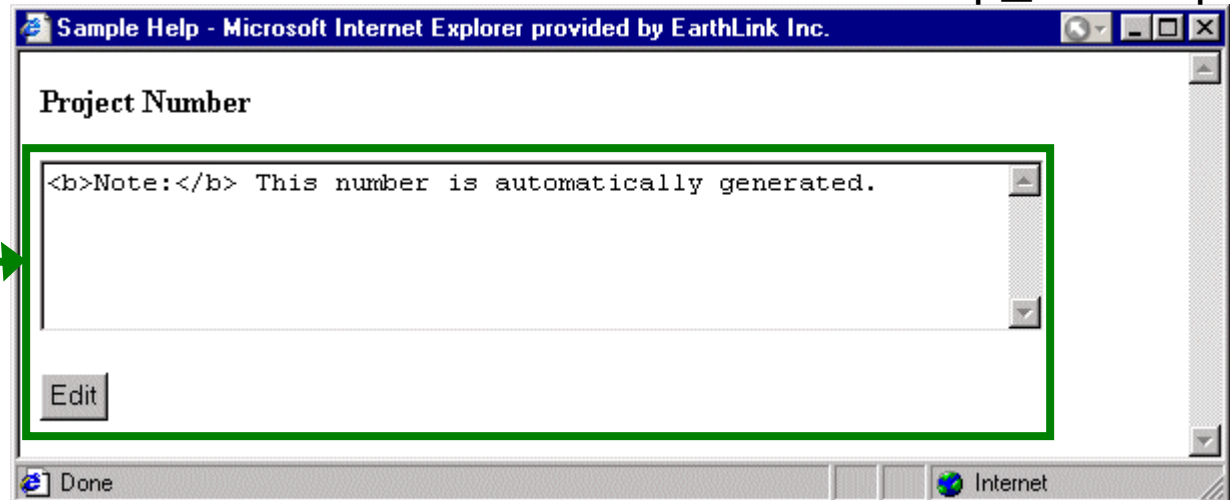 Sample Help - Microsoft Internet Explorer provided by EarthLink Inc.
Project Number
<b>Note:</b> This number is automatically generated.
Edit
Done
Internet